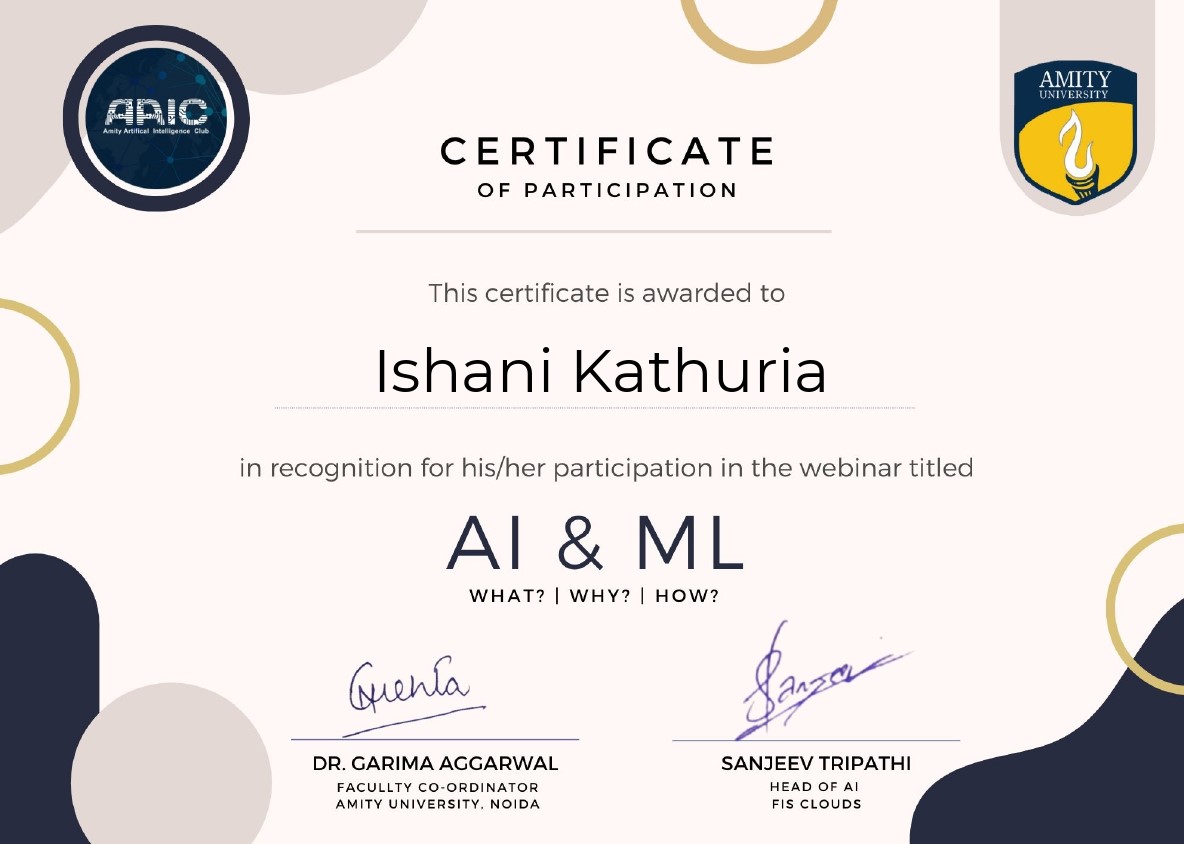 AAIC
Amity Artifical Intelligence Club
AMITY
UNIVERSITY
CERTIFICATE
OF PARTICIPATION
This certificate is awarded to
Ishani Kathuria
in recognition for his/her participation in the webinar titled
AI & ML
WHAT? | WHY? | HOW?
DR. GARIMA AGGARWAL
FACULLTY CO-ORDINATOR
AMITY UNIVERSITY, NOIDA
SANJEEV TRIPATHI
HEAD OF AI
FIS CLOUDS